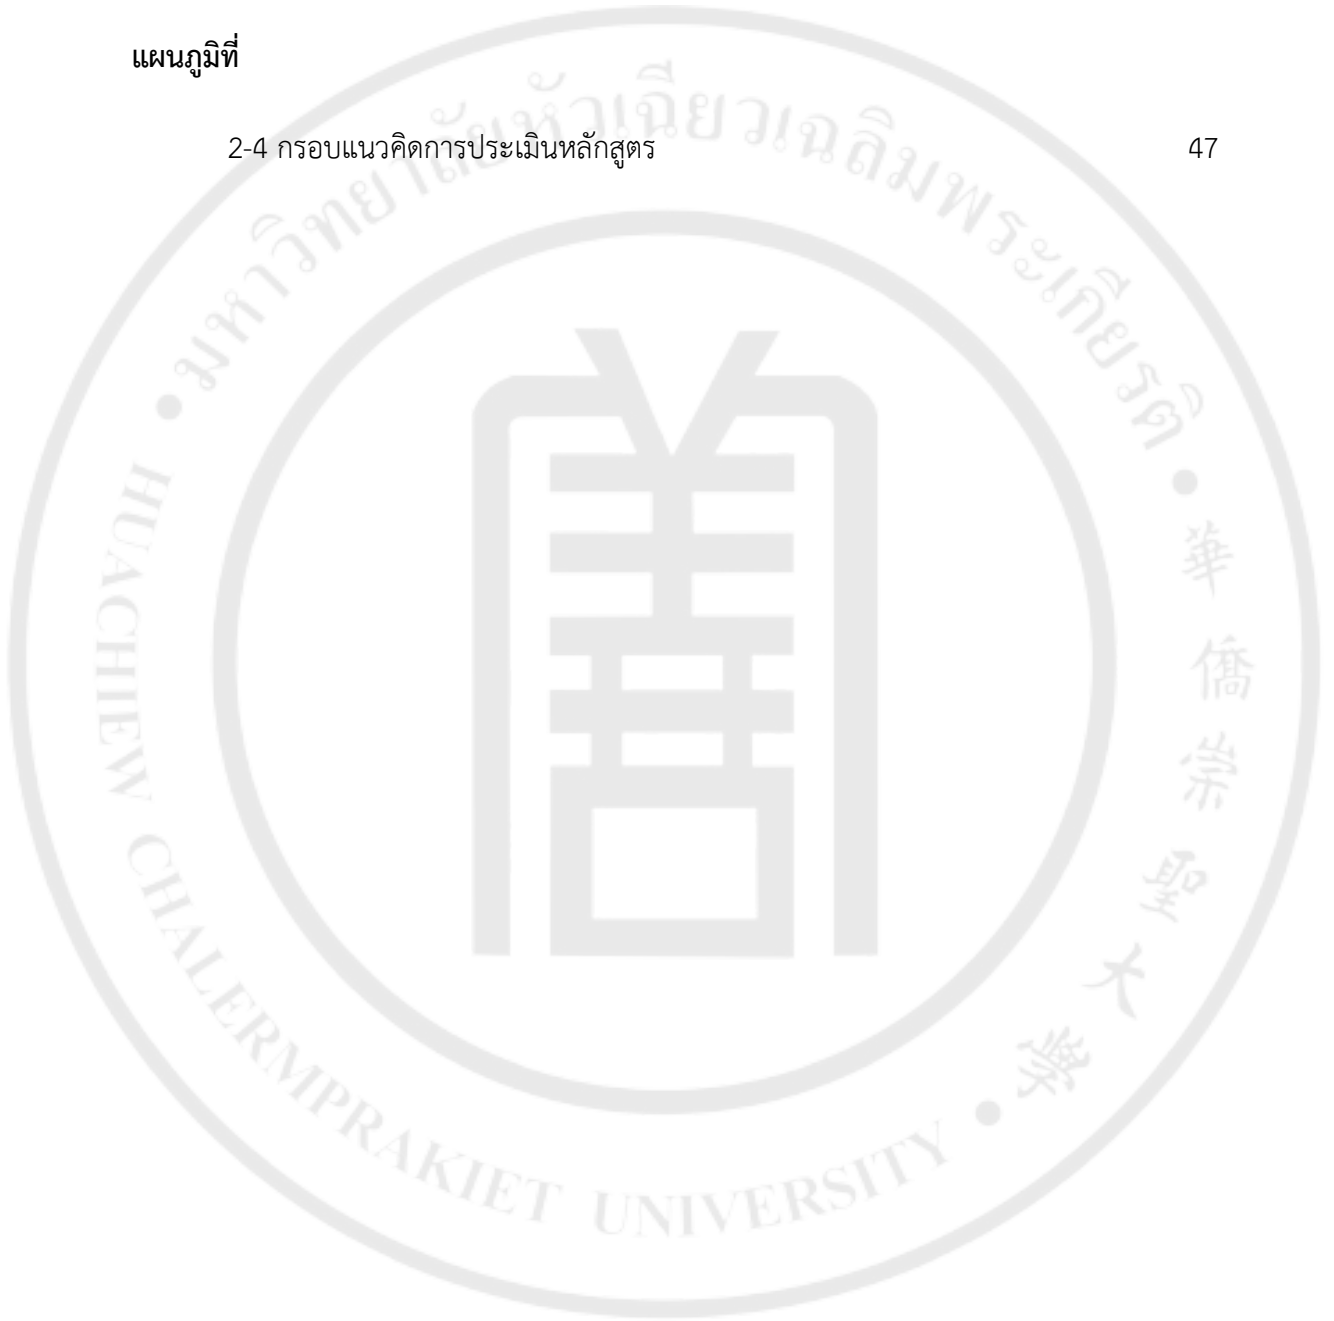 แผนภูมิที่
2-4 กรอบแนวคิดการประเมินหลักสูตร 47
มหาวิทยาลัยหัวเฉียวเฉลิมพระเกียรติ
華僑崇聖大學
HUACHIEW CHALERMPRAKIET UNIVERSITY